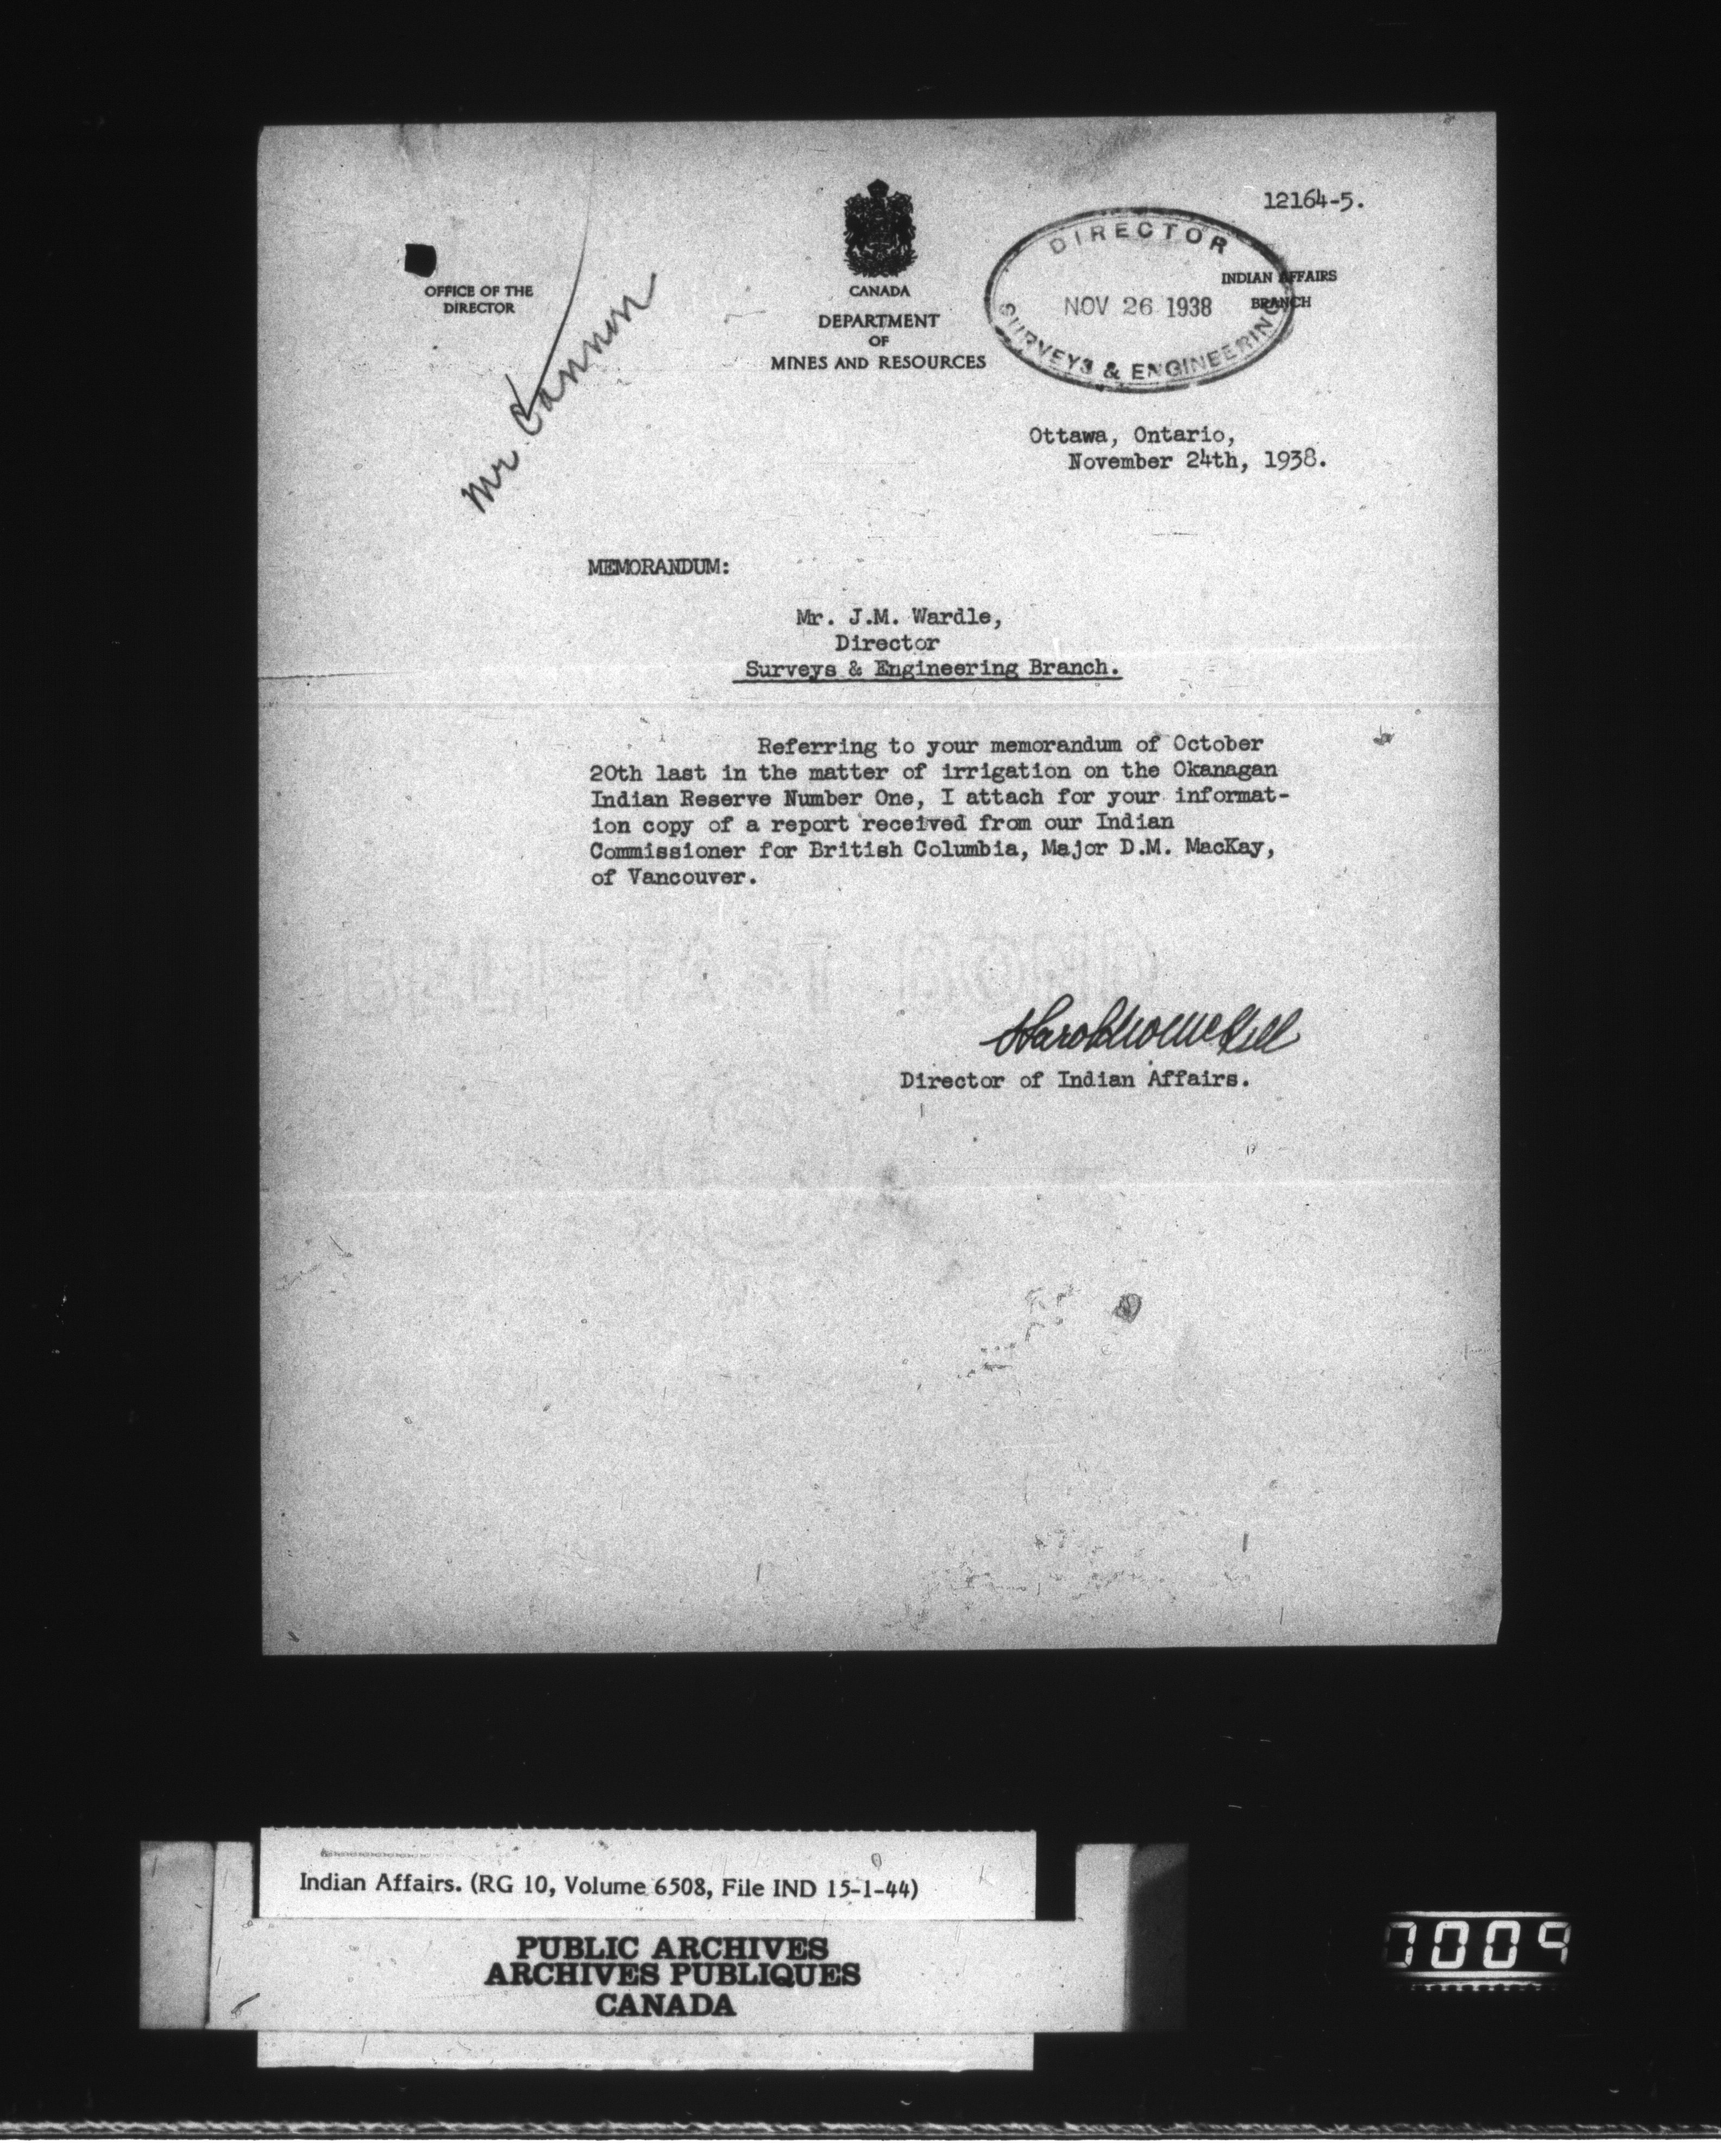 12164-5.
OFFICE OF THE
DIRECTOR
CANADA
DEPARTMENT
OF
MINES AND RESOURCES
INDIAN AFFAIRS
BRANCH
DIRECTOR
NOV 26 1938
SURVEYS & ENGINEERING
Mr Cannon
Ottawa, Ontario,
November 24th, 1938.
MEMORANDUM:
Mr. J.M. Wardle,
Director
Surveys & Engineering Branch.
Referring to your memorandum of October
20th last in the matter of irrigation on the Okanagan
Indian Reserve Number One, I attach for your informat-
ion copy of a report received from our Indian
Commissioner for British Columbia, Major D.M. MacKay,
of Vancouver.
Director of Indian Affairs.
Indian Affairs. (RG 10, Volume 6508, File IND 15-1-44)
PUBLIC ARCHIVES
ARCHIVES PUBLIQUES
CANADA
0009